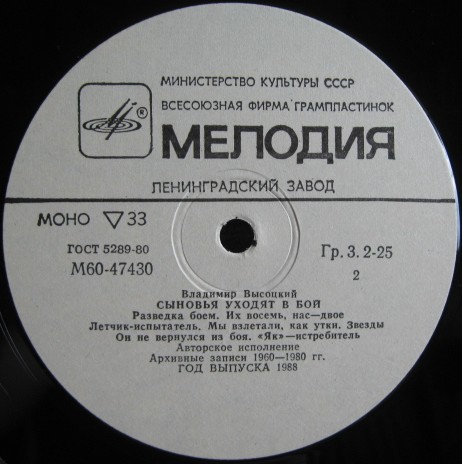 ®
МИНИСТЕРСТВО КУЛЬТУРЫ СССР
ВСЕСОЮЗНАЯ ФИРМА ГРАМПЛАСТИНОК
МЕЛОДИЯ
ЛЕНИНГРАДСКИЙ ЗАВОД
МОНО 33
ГОСТ 5289-80
М60-47430
Гр. 3. 2-25
2
Владимир Высоцкий
СЫНОВЬЯ УХОДЯТ В БОЙ
Разведка боем. Их восемь, нас—двое
Летчик-испытатель. Мы взлетали, как утки. Звезды
Он не вернулся из боя. «Як»—истребитель
Авторское исполнение
Архивные записи 1960—1980 гг.
ГОД ВЫПУСКА 1988